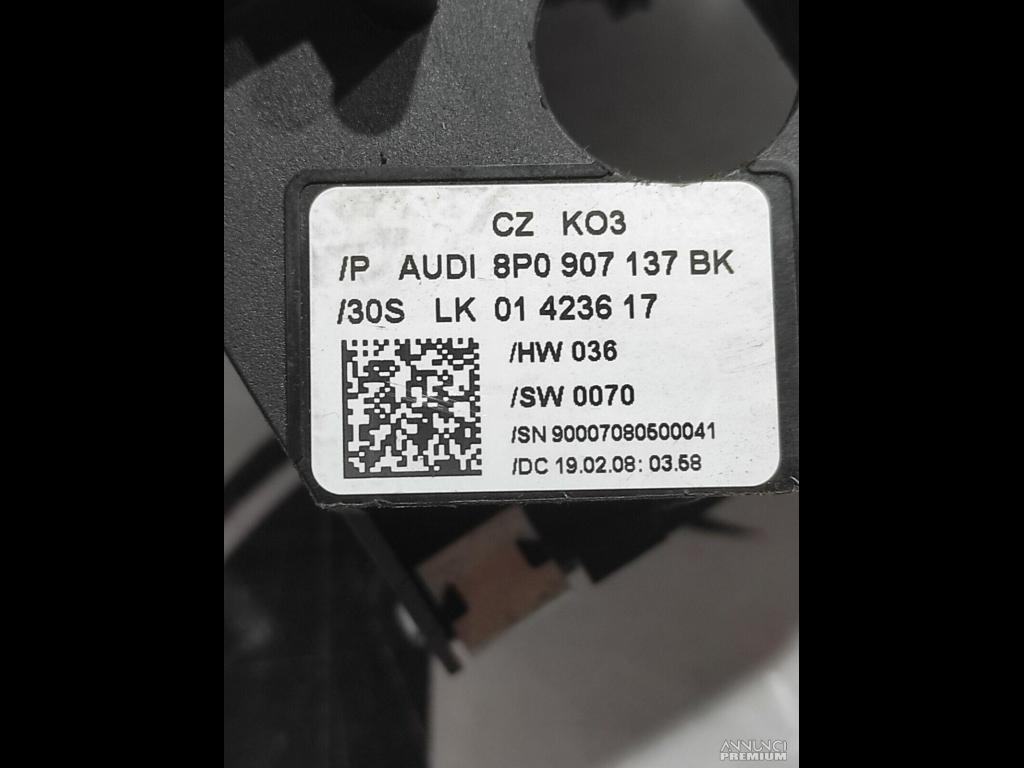 CZ KO3
/P AUDI 8P0 907 137 BK
/30S LK 01 4236 17
/HW 036
/SW 0070
/SN 90007080500041
/DC 19.02.08: 03.58
ANNUNCI
PREMIUM